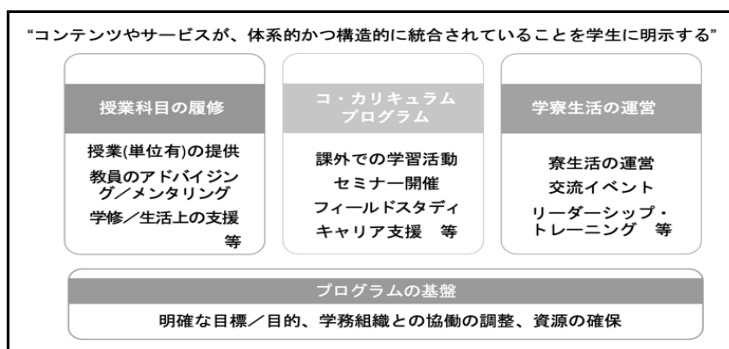 “コンテンツやサービスが、体系的かつ構造的に統合されていることを学生に明示する”
授業科目の履修
授業(単位有)の提供
教員のアドバイジン
グ／メンタリング
学修／生活上の支援
等
コ・カリキュラム
プログラム
課外での学習活動
セミナー開催
フィールドスタディ
キャリア支援　等
学寮生活の運営
寮生活の運営
交流イベント
リーダーシップ・
トレーニング　等
プログラムの基盤
明確な目標／目的、学務組織との協働の調整、資源の確保